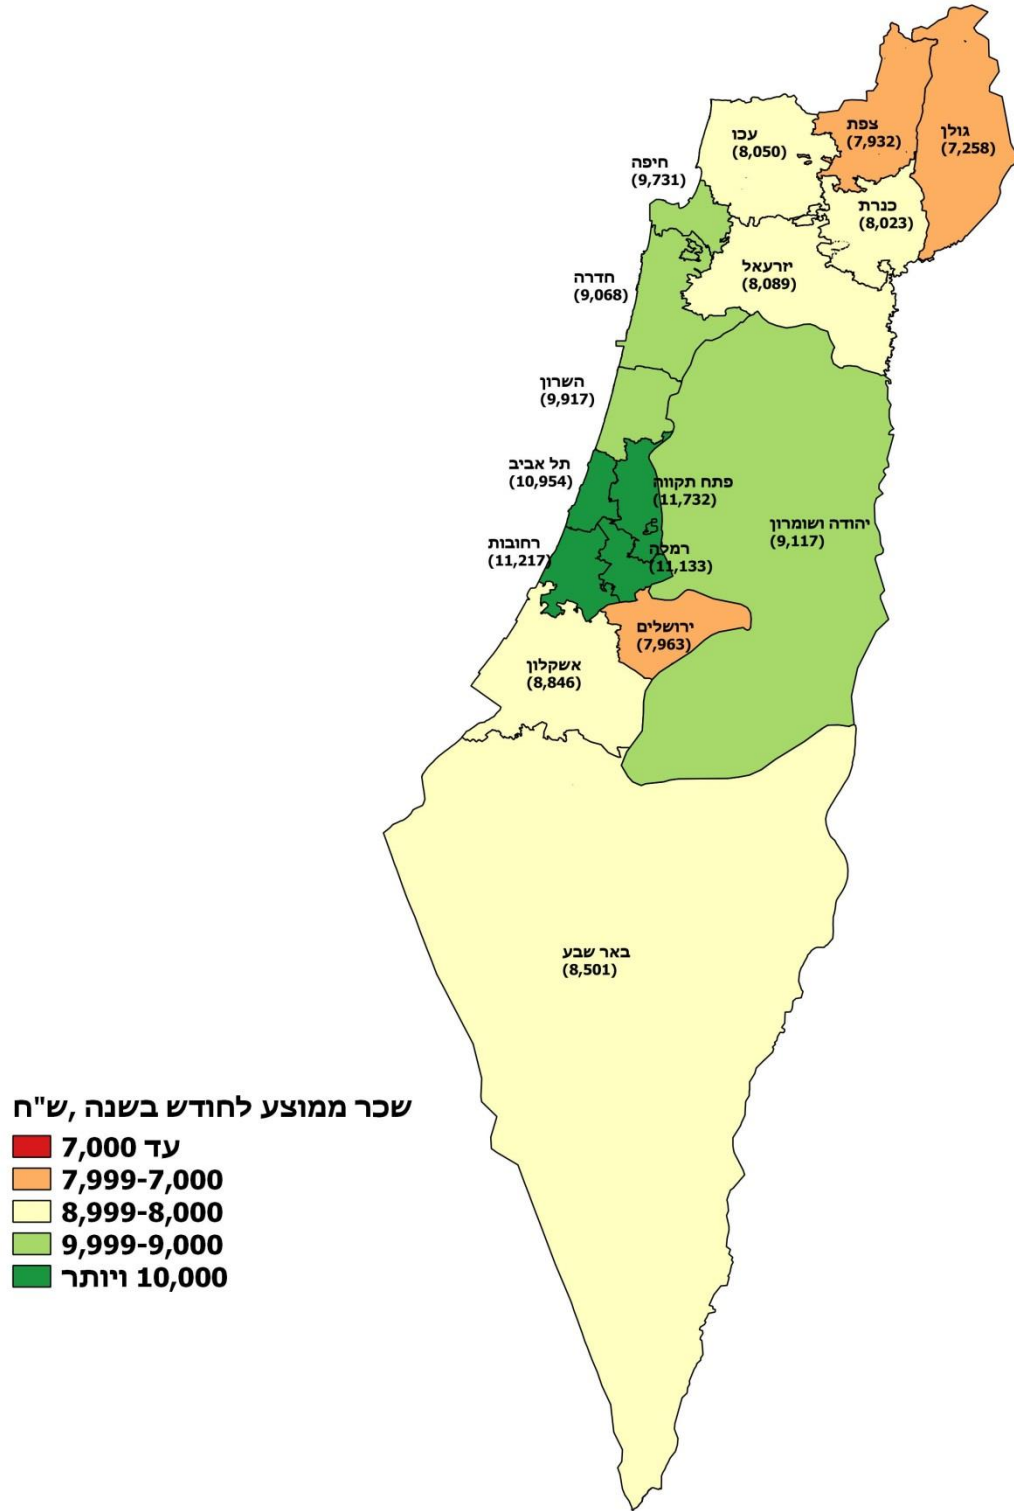 גולן
(7,258)
צפת
(7,932)
עכו
(8,050)
חיפה
(9,731)
כנרת
(8,023)
יזרעאל
(8,089)
חדרה
(9,068)
השרון
(9,917)
תל אביב
(10,954)
פתח תקווה
(11,732)
יהודה ושומרון
(9,117)
רחובות
(11,217)
רמלה
(11,133)
ירושלים
(7,963)
אשקלון
(8,846)
באר שבע
(8,501)
שכר ממוצע לחודש בשנה ,ש"ח
עד 7,000
7,999-7,000
8,999-8,000
9,999-9,000
10,000 ויותר